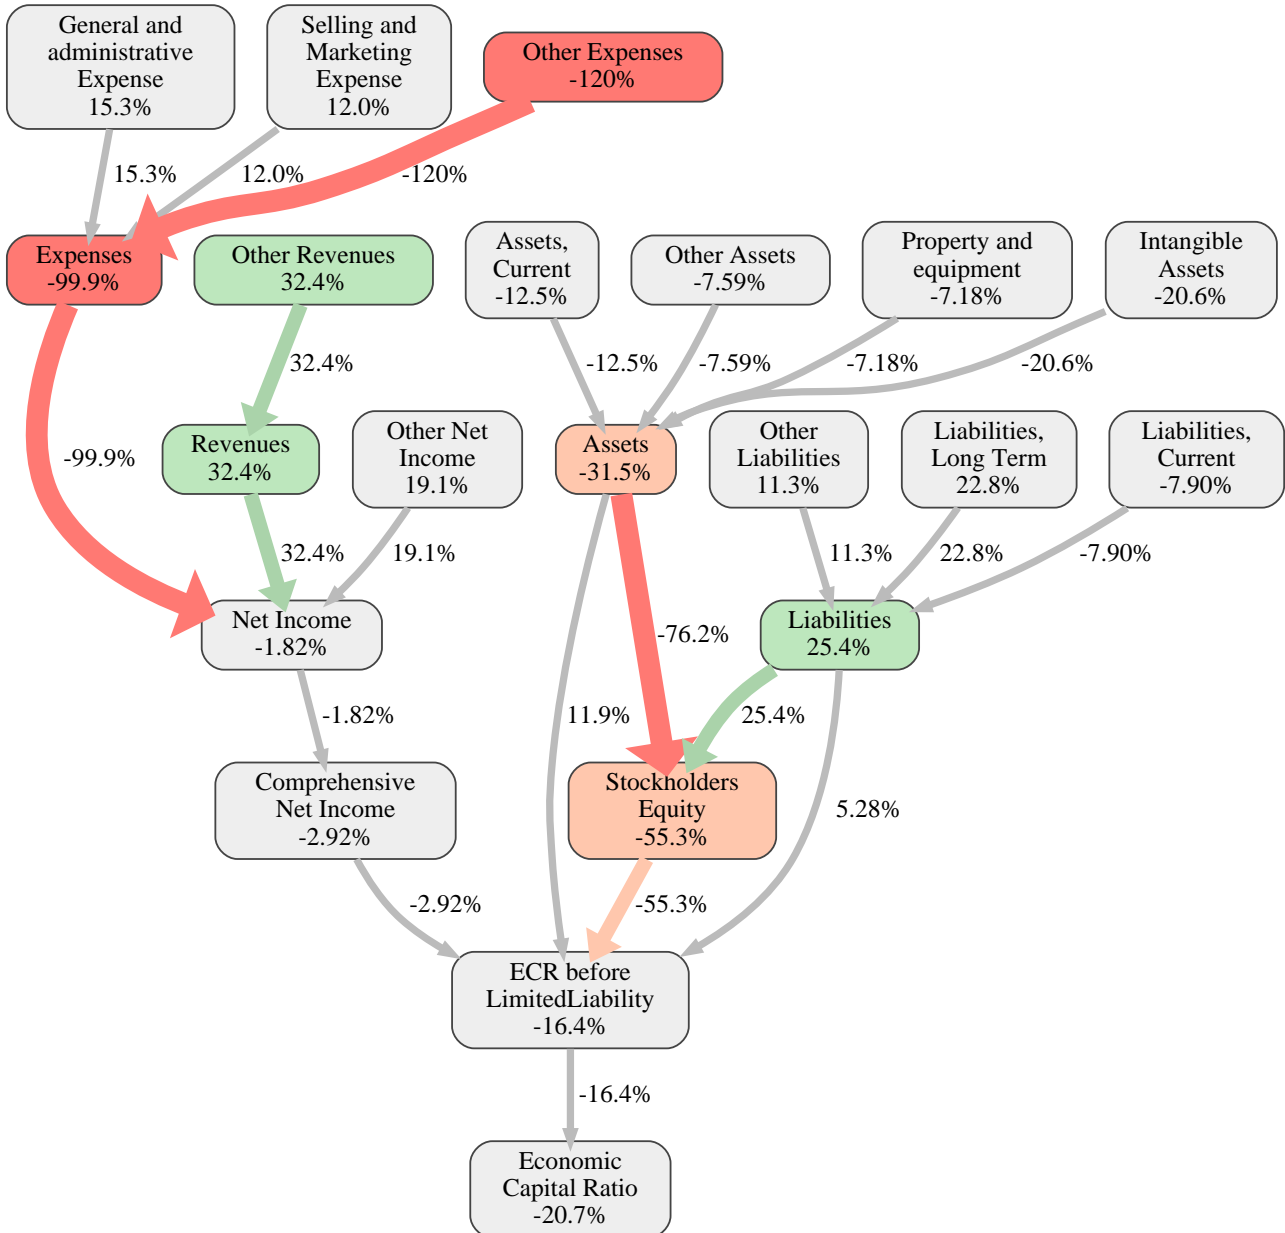 General and
administrative
Expense
15.3%
Selling and
Marketing
Expense
12.0%
Other Expenses
-120%
15.3%
12.0%
-120%
Expenses
-99.9%
Other Revenues
32.4%
Assets,
Current
-12.5%
Other Assets
-7.59%
Property and
equipment
-7.18%
Intangible
Assets
-20.6%
32.4%
-12.5%
-7.59%
-7.18%
-20.6%
-99.9%
Revenues
32.4%
Other Net
Income
19.1%
Assets
-31.5%
Other
Liabilities
11.3%
Liabilities,
Long Term
22.8%
Liabilities,
Current
-7.90%
32.4%
19.1%
11.3%
22.8%
-7.90%
Net Income
-1.82%
-76.2%
Liabilities
25.4%
-1.82%
11.9%
25.4%
Comprehensive
Net Income
-2.92%
Stockholders
Equity
-55.3%
5.28%
-2.92%
-55.3%
ECR before
LimitedLiability
-16.4%
-16.4%
Economic
Capital Ratio
-20.7%